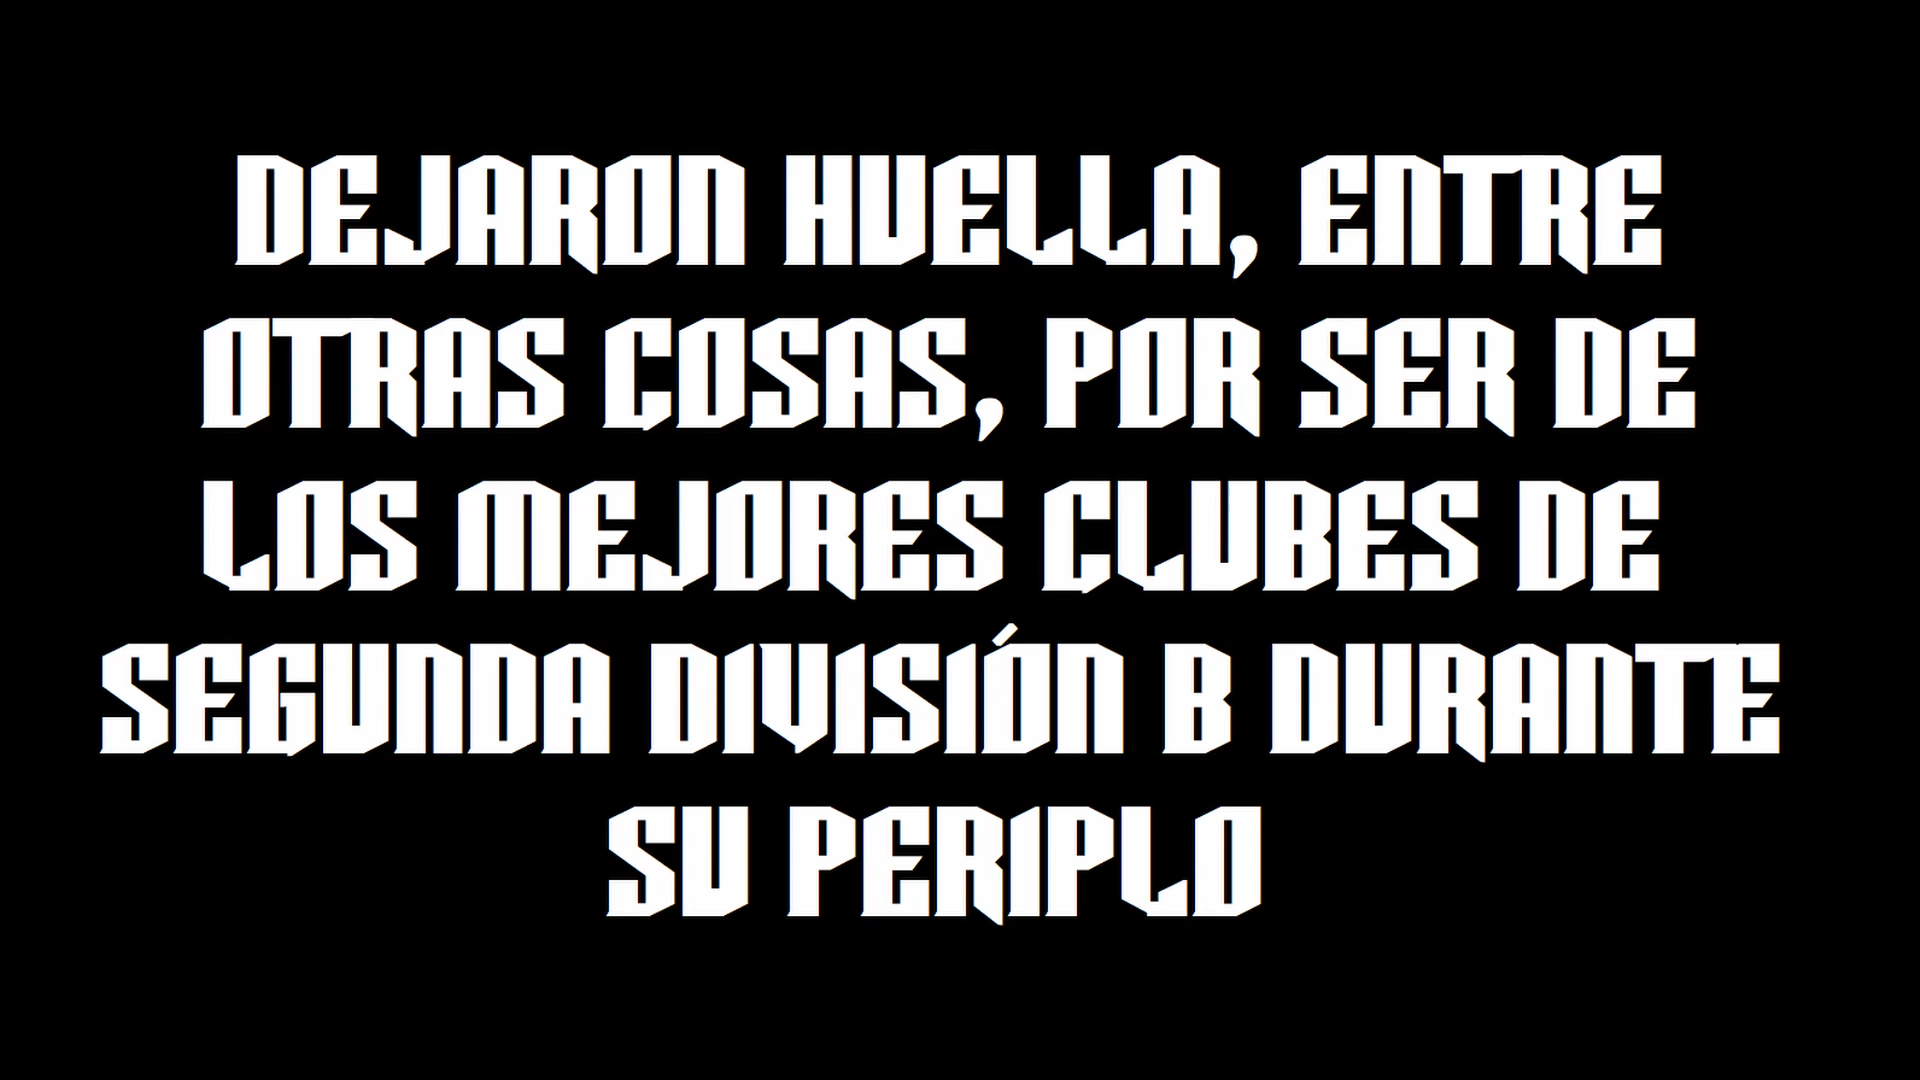 DEJARON HUELLA, ENTRE
OTRAS COSAS, POR SER DE
LOS MEJORES CLUBES DE
SEGUNDA DIVISIÓN B DURANTE
SU PERIPLO